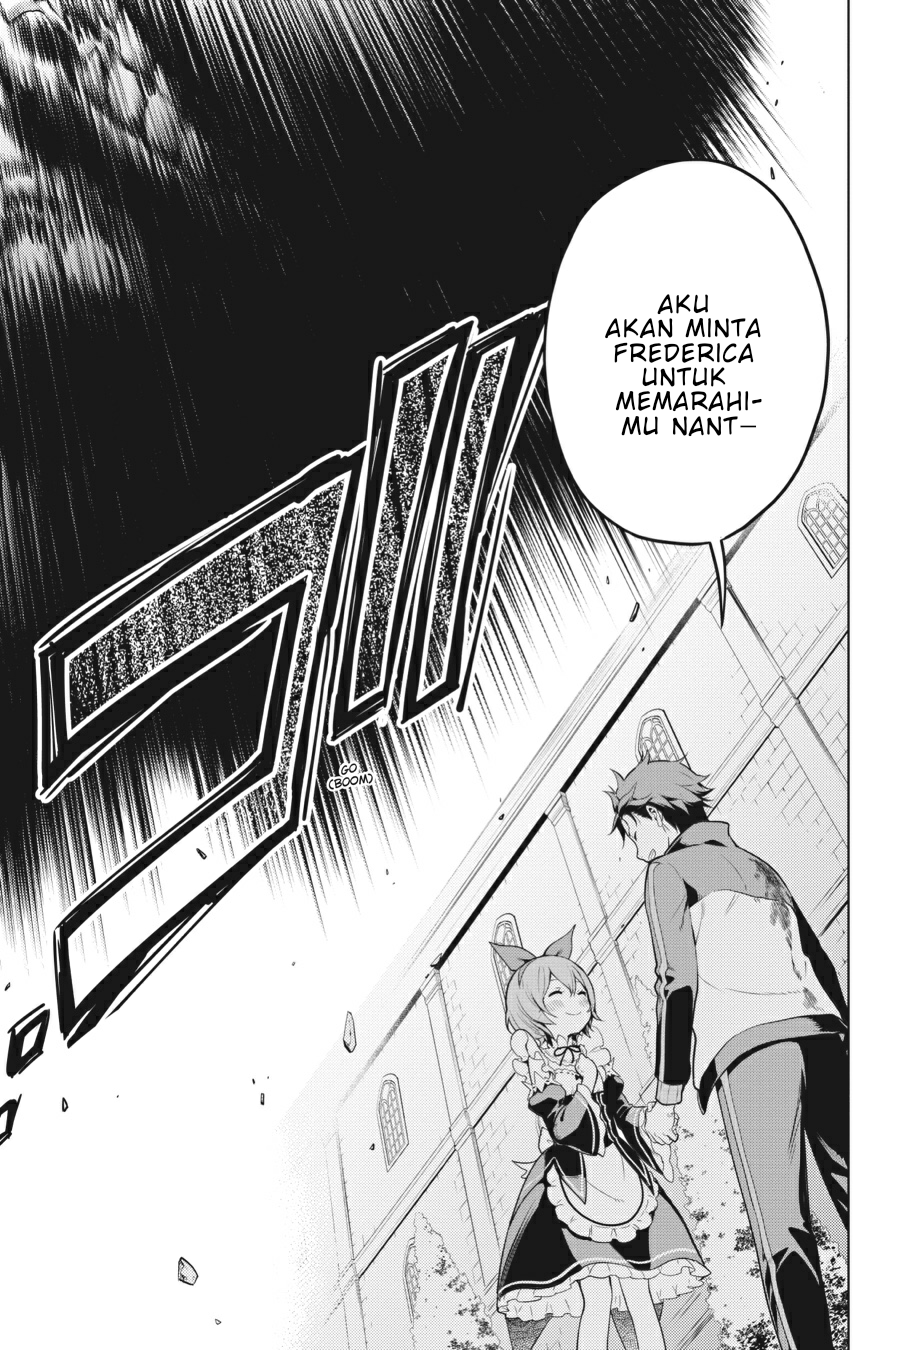 AKU
AKAN MINTA
FREDERICA
UNTUK
MEMARAHI-
MU NANT—
ゴッ
GO
(BOOM)